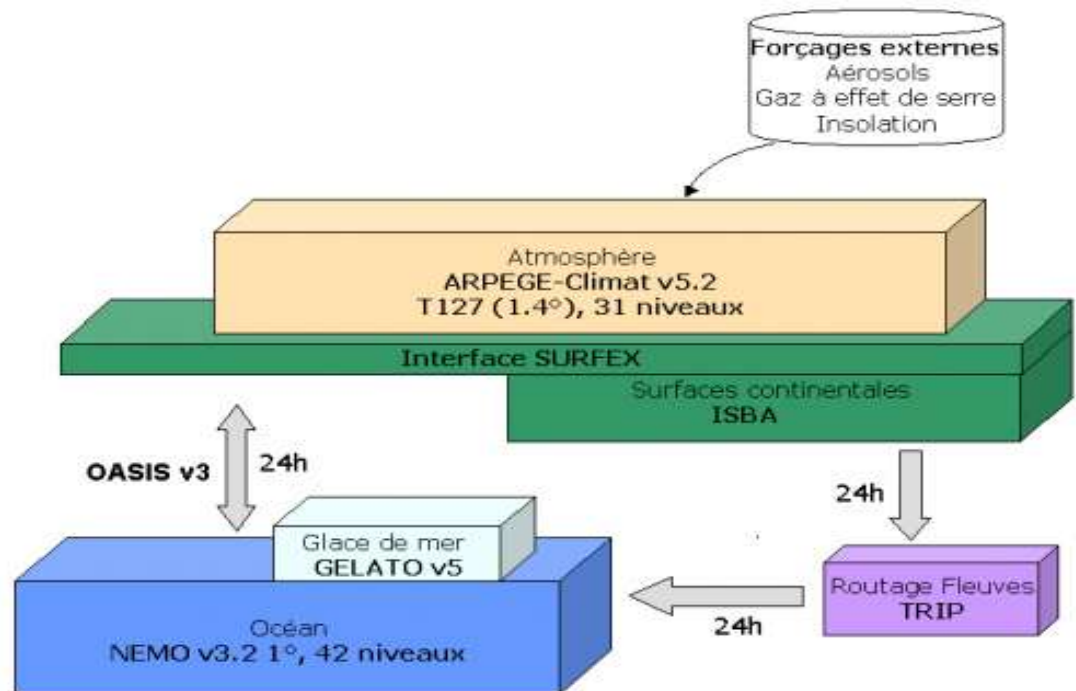 Forçages externes
Aérosols
Gaz à effet de serre
Insolation
Atmosphère
ARPEGE-Climat v5.2
T127 (1.4°), 31 niveaux
Interface SURFEX
Surfaces continentales
ISBA
OASIS v3
24h
24h
Glace de mer
GELATO v5
Routage Fleuves
TRIP
24h
Océan
NEMO v3.2 1°, 42 niveaux